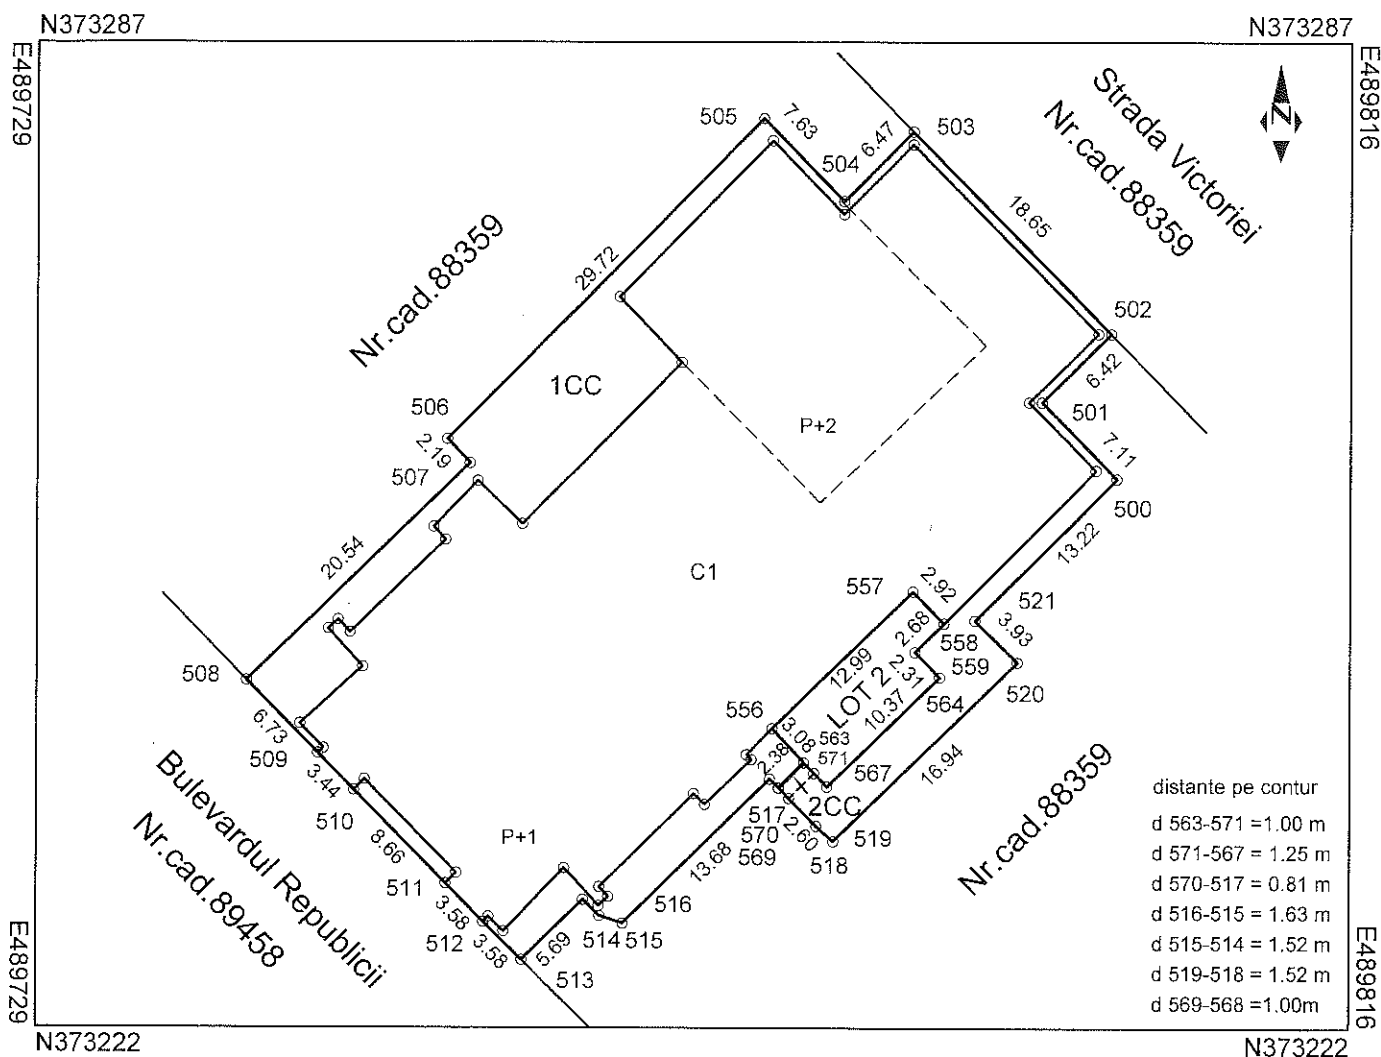 N373287
N373287
E489729
E489816
505
7.63
504
6.47
503
Strada Victoriei
Nr.cad.88359
18.65
Nr.cad.88359
29.72
502
6.42
1CC
506
2.19
507
P+2
501
7.11
500
20.54
13.22
C1
557
2.92
521
3.93
2.68
558
559
2.31
564
520
508
12.99
LOT 2
10.37
556
3.08
563
571
567
2.38
6.73
509
3.44
510
16.94
Nr.cad.88359
517
570
569
2CC
2.60
519
518
Bulevardul Republicii
Nr.cad.89458
8.66
P+1
13.68
511
3.58
512
3.58
5.69
516
514
515
513
distante pe contur
d 563-571 =1.00 m
d 571-567 = 1.25 m
d 570-517 = 0.81 m
d 516-515 = 1.63 m
d 515-514 = 1.52 m
d 519-518 = 1.52 m
d 569-568 =1.00m
E489729
E489816
N373222
N373222